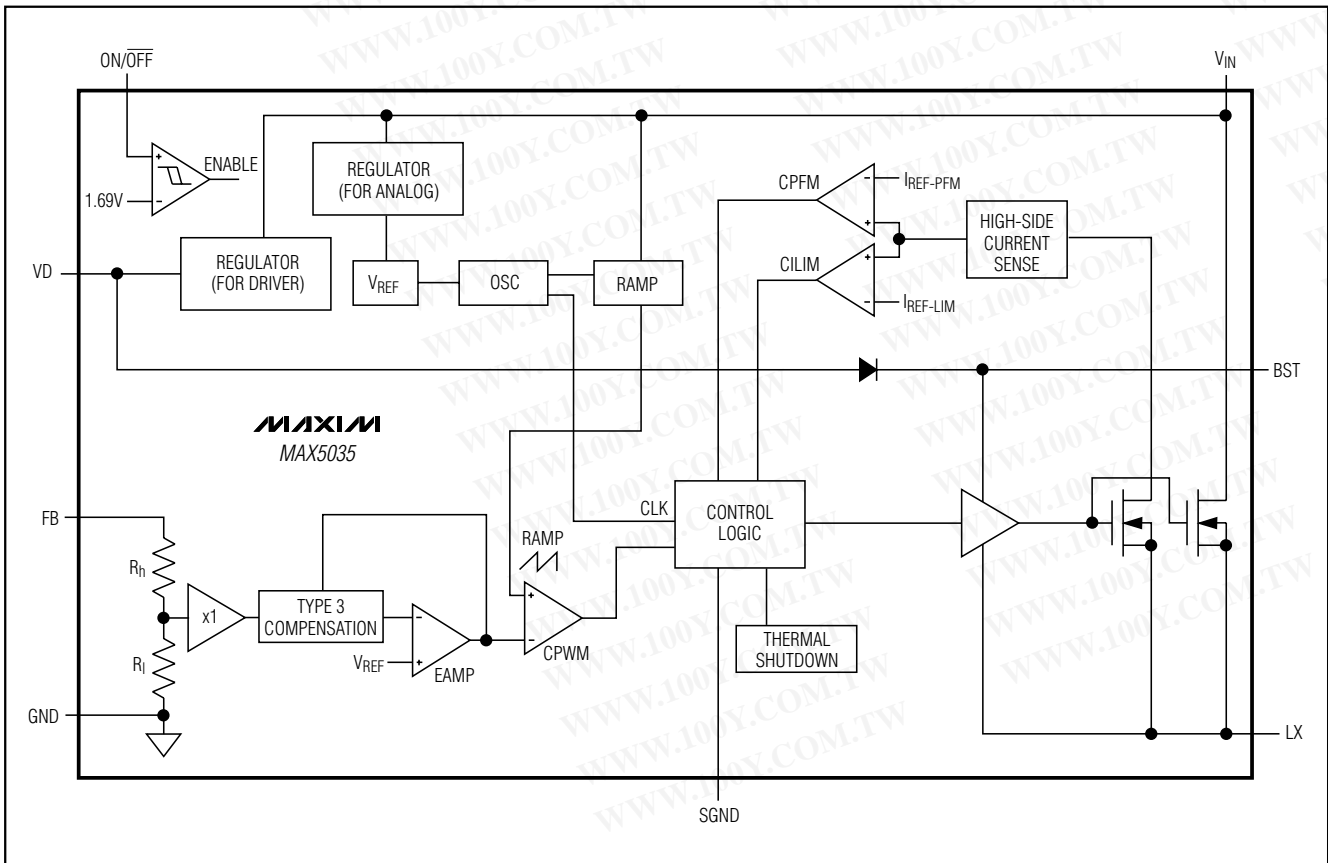 ON/OFF
VIN
ENABLE
1.69V
REGULATOR
(FOR ANALOG)
CPFM
IREF-PFM
HIGH-SIDE
CURRENT
SENSE
VD
REGULATOR
(FOR DRIVER)
VREF
OSC
RAMP
CILIM
IREF-LIM
BST
MAXIM
MAX5035
FB
CLK
CONTROL
LOGIC
Rh
RAMP
x1
TYPE 3
COMPENSATION
VREF
EAMP
CPWM
THERMAL
SHUTDOWN
Rl
GND
LX
SGND
WWW.100Y.COM.TW